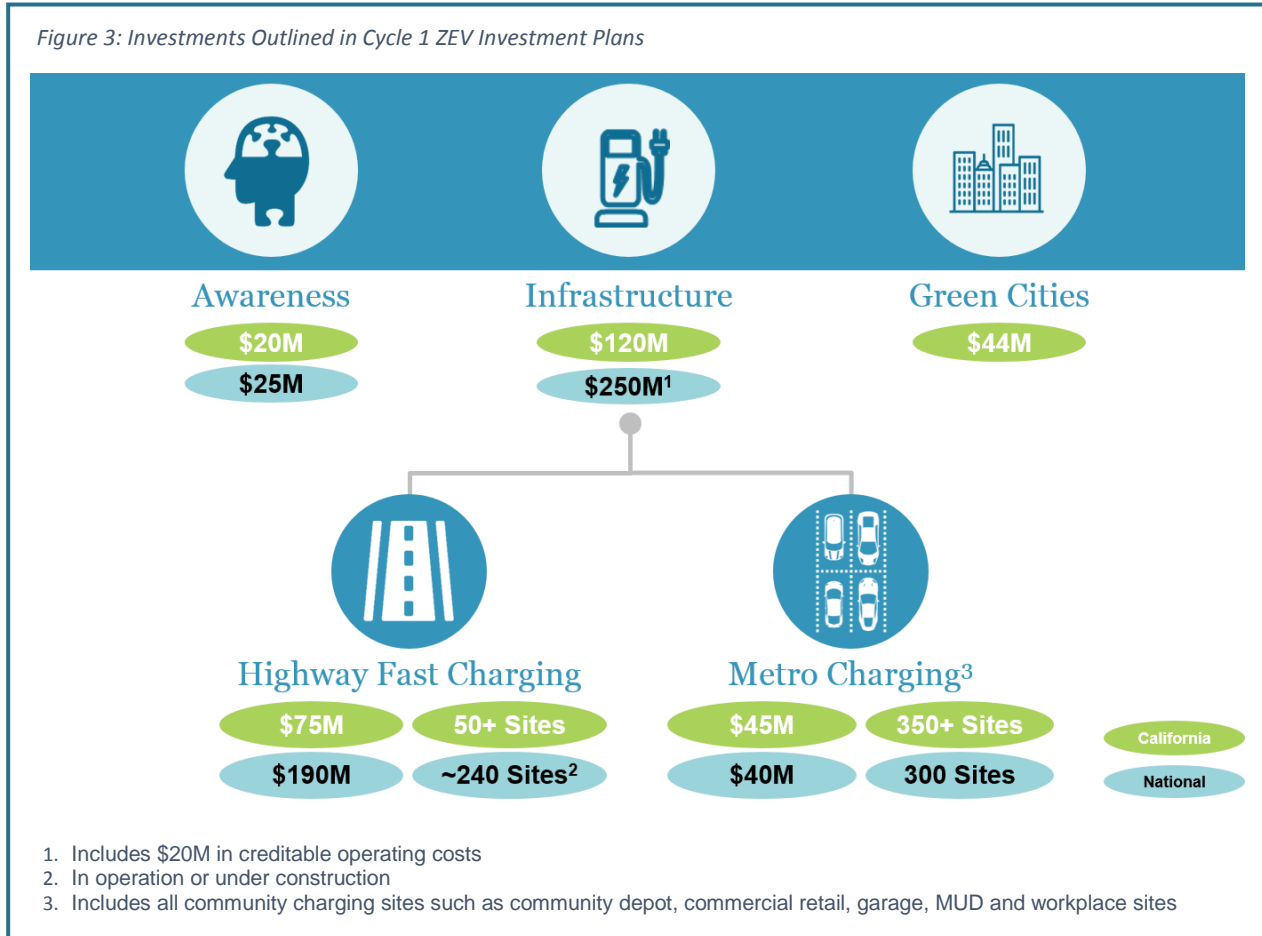 Figure 3: Investments Outlined in Cycle 1 ZEV Investment Plans
Awareness
$20M
$25M
Infrastructure
$120M
$250M¹
Green Cities
$44M
Highway Fast Charging
$75M
50+ Sites
$190M
~240 Sites²
Metro Charging³
$45M
350+ Sites
$40M
300 Sites
California
National
1. Includes $20M in creditable operating costs
2. In operation or under construction
3. Includes all community charging sites such as community depot, commercial retail, garage, MUD and workplace sites